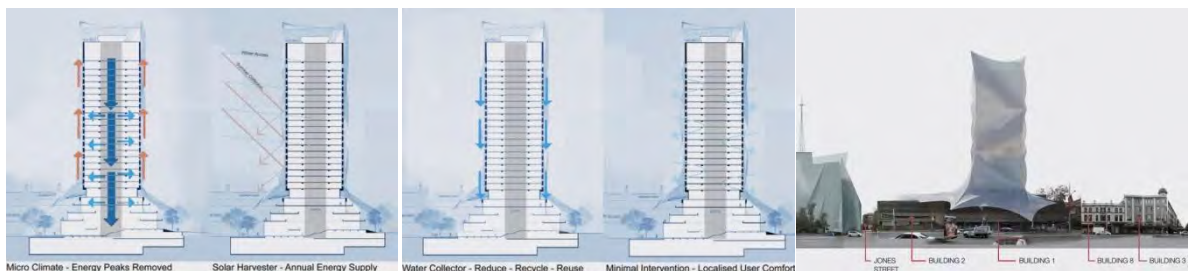 Micro Climate - Energy Peaks Removed
Solar Harvester - Annual Energy Supply
Water Collector - Reduce - Recycle - Reuse
Minimal Intervention - Localised User Comfort
JONES
STREET
BUILDING 2
BUILDING 1
BUILDING 8
BUILDING 3